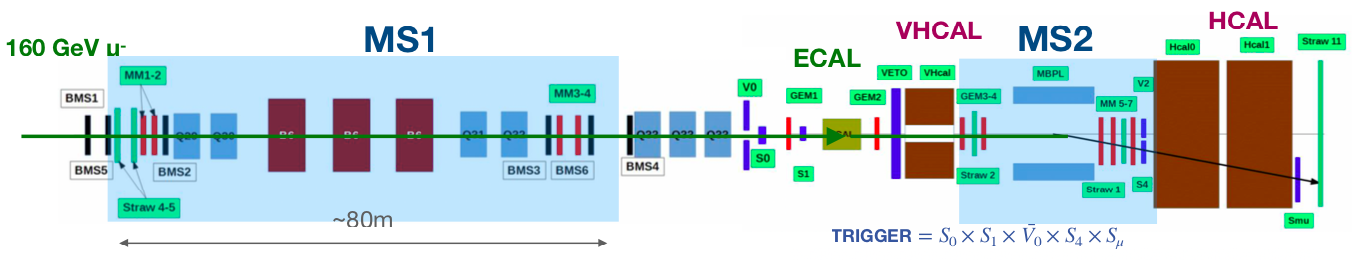 160 GeV μ-
MS1
ECAL
VHCAL
MS2
HCAL
BMS1
MM1-2
BMS5
BMS2
Straw 4-5
~80m
Q31
Q32
MM3-4
BMS3
BMS6
BMS4
V0
S0
GEM1
S1
GEM2
VETO
VHcal
GEM3-4
Straw 2
MBPL
MM 5-7
V2
Straw 1
S4
Hcal0
Hcal1
Straw 11
Smu
TRIGGER = S₀ × S₁ × V̄₀ × S₄ × Sμ